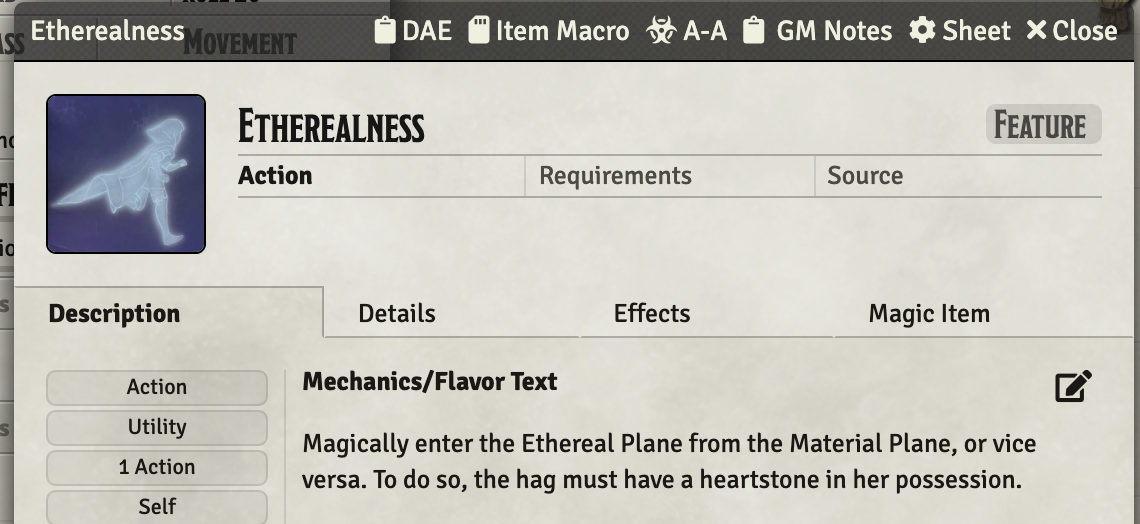 Etherealness
MOVEMENT
DAE
Item Macro
A-A
GM Notes
Sheet
Close
ETHEREALNESS
FEATURE
Action
Requirements
Source
Description
Details
Effects
Magic Item
Action
Utility
1 Action
Self
Mechanics/Flavor Text
Magically enter the Ethereal Plane from the Material Plane, or vice
versa. To do so, the hag must have a heartstone in her possession.